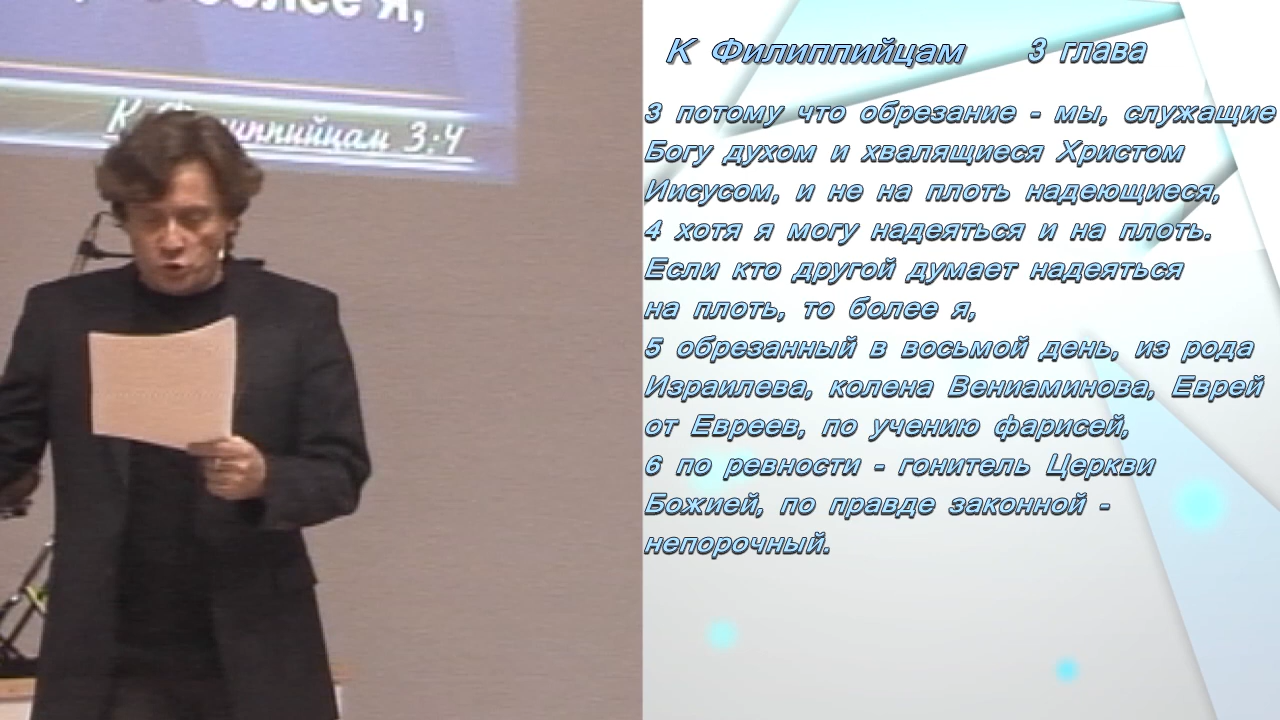 более я,
К Филиппийцам 3:4
К Филиппийцам 3 глава
3 потому что обрезание - мы, служащие
Богу духом и хвалящиеся Христом
Иисусом, и не на плоть надеющиеся,
4 хотя я могу надеяться и на плоть.
Если кто другой думает надеяться
на плоть, то более я,
5 обрезанный в восьмой день, из рода
Израилева, колена Вениаминова, Еврей
от Евреев, по учению фарисей,
6 по ревности - гонитель Церкви
Божией, по правде законной -
непорочный.